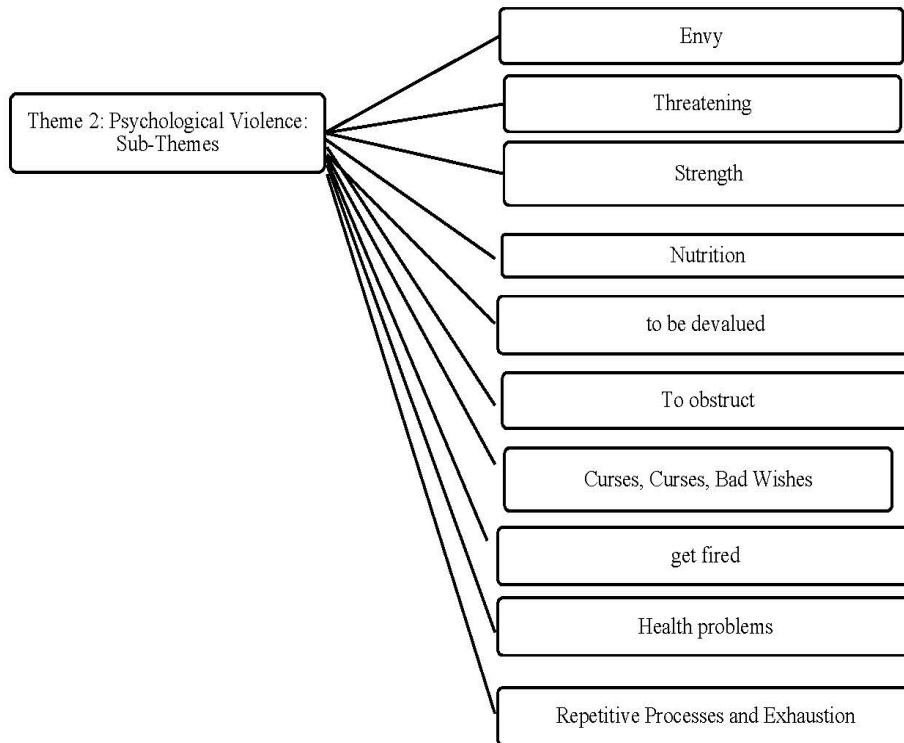 Theme 2: Psychological Violence:
Sub-Themes
Envy
Threatening
Strength
Nutrition
to be devalued
To obstruct
Curses, Curses, Bad Wishes
get fired
Health problems
Repetitive Processes and Exhaustion